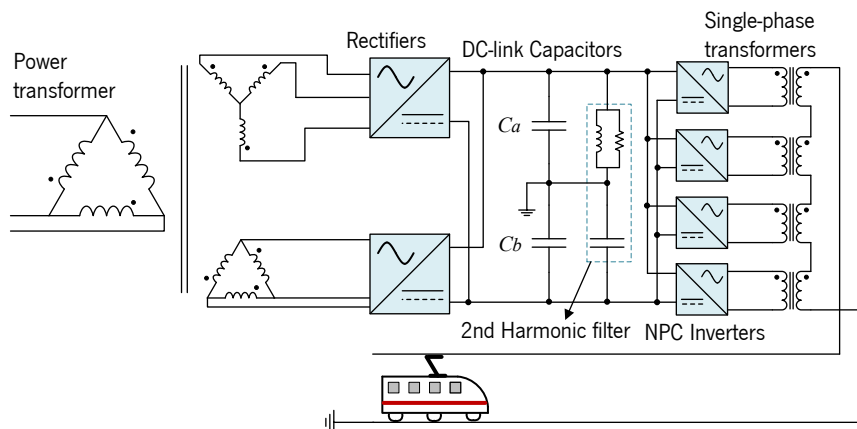 Power
transformer
Rectifiers
DC-link Capacitors
Single-phase
transformers
Ca
Cb
2nd Harmonic filter
NPC Inverters